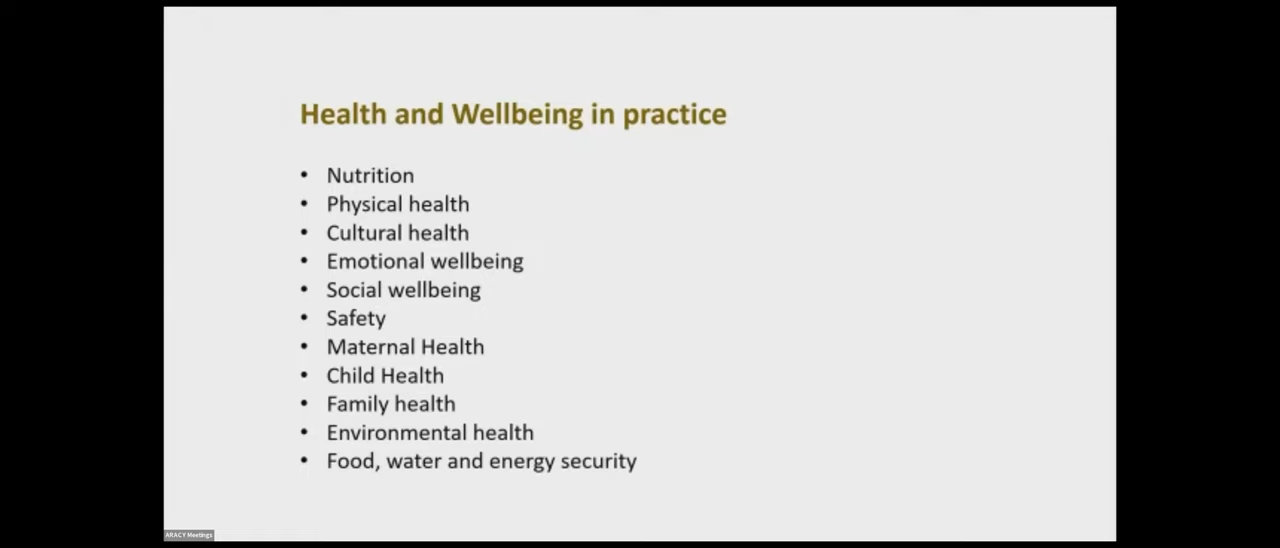 Health and Wellbeing in practice
• Nutrition
• Physical health
• Cultural health
• Emotional wellbeing
• Social wellbeing
• Safety
• Maternal Health
• Child Health
• Family health
• Environmental health
• Food, water and energy security
ARACY Meetings